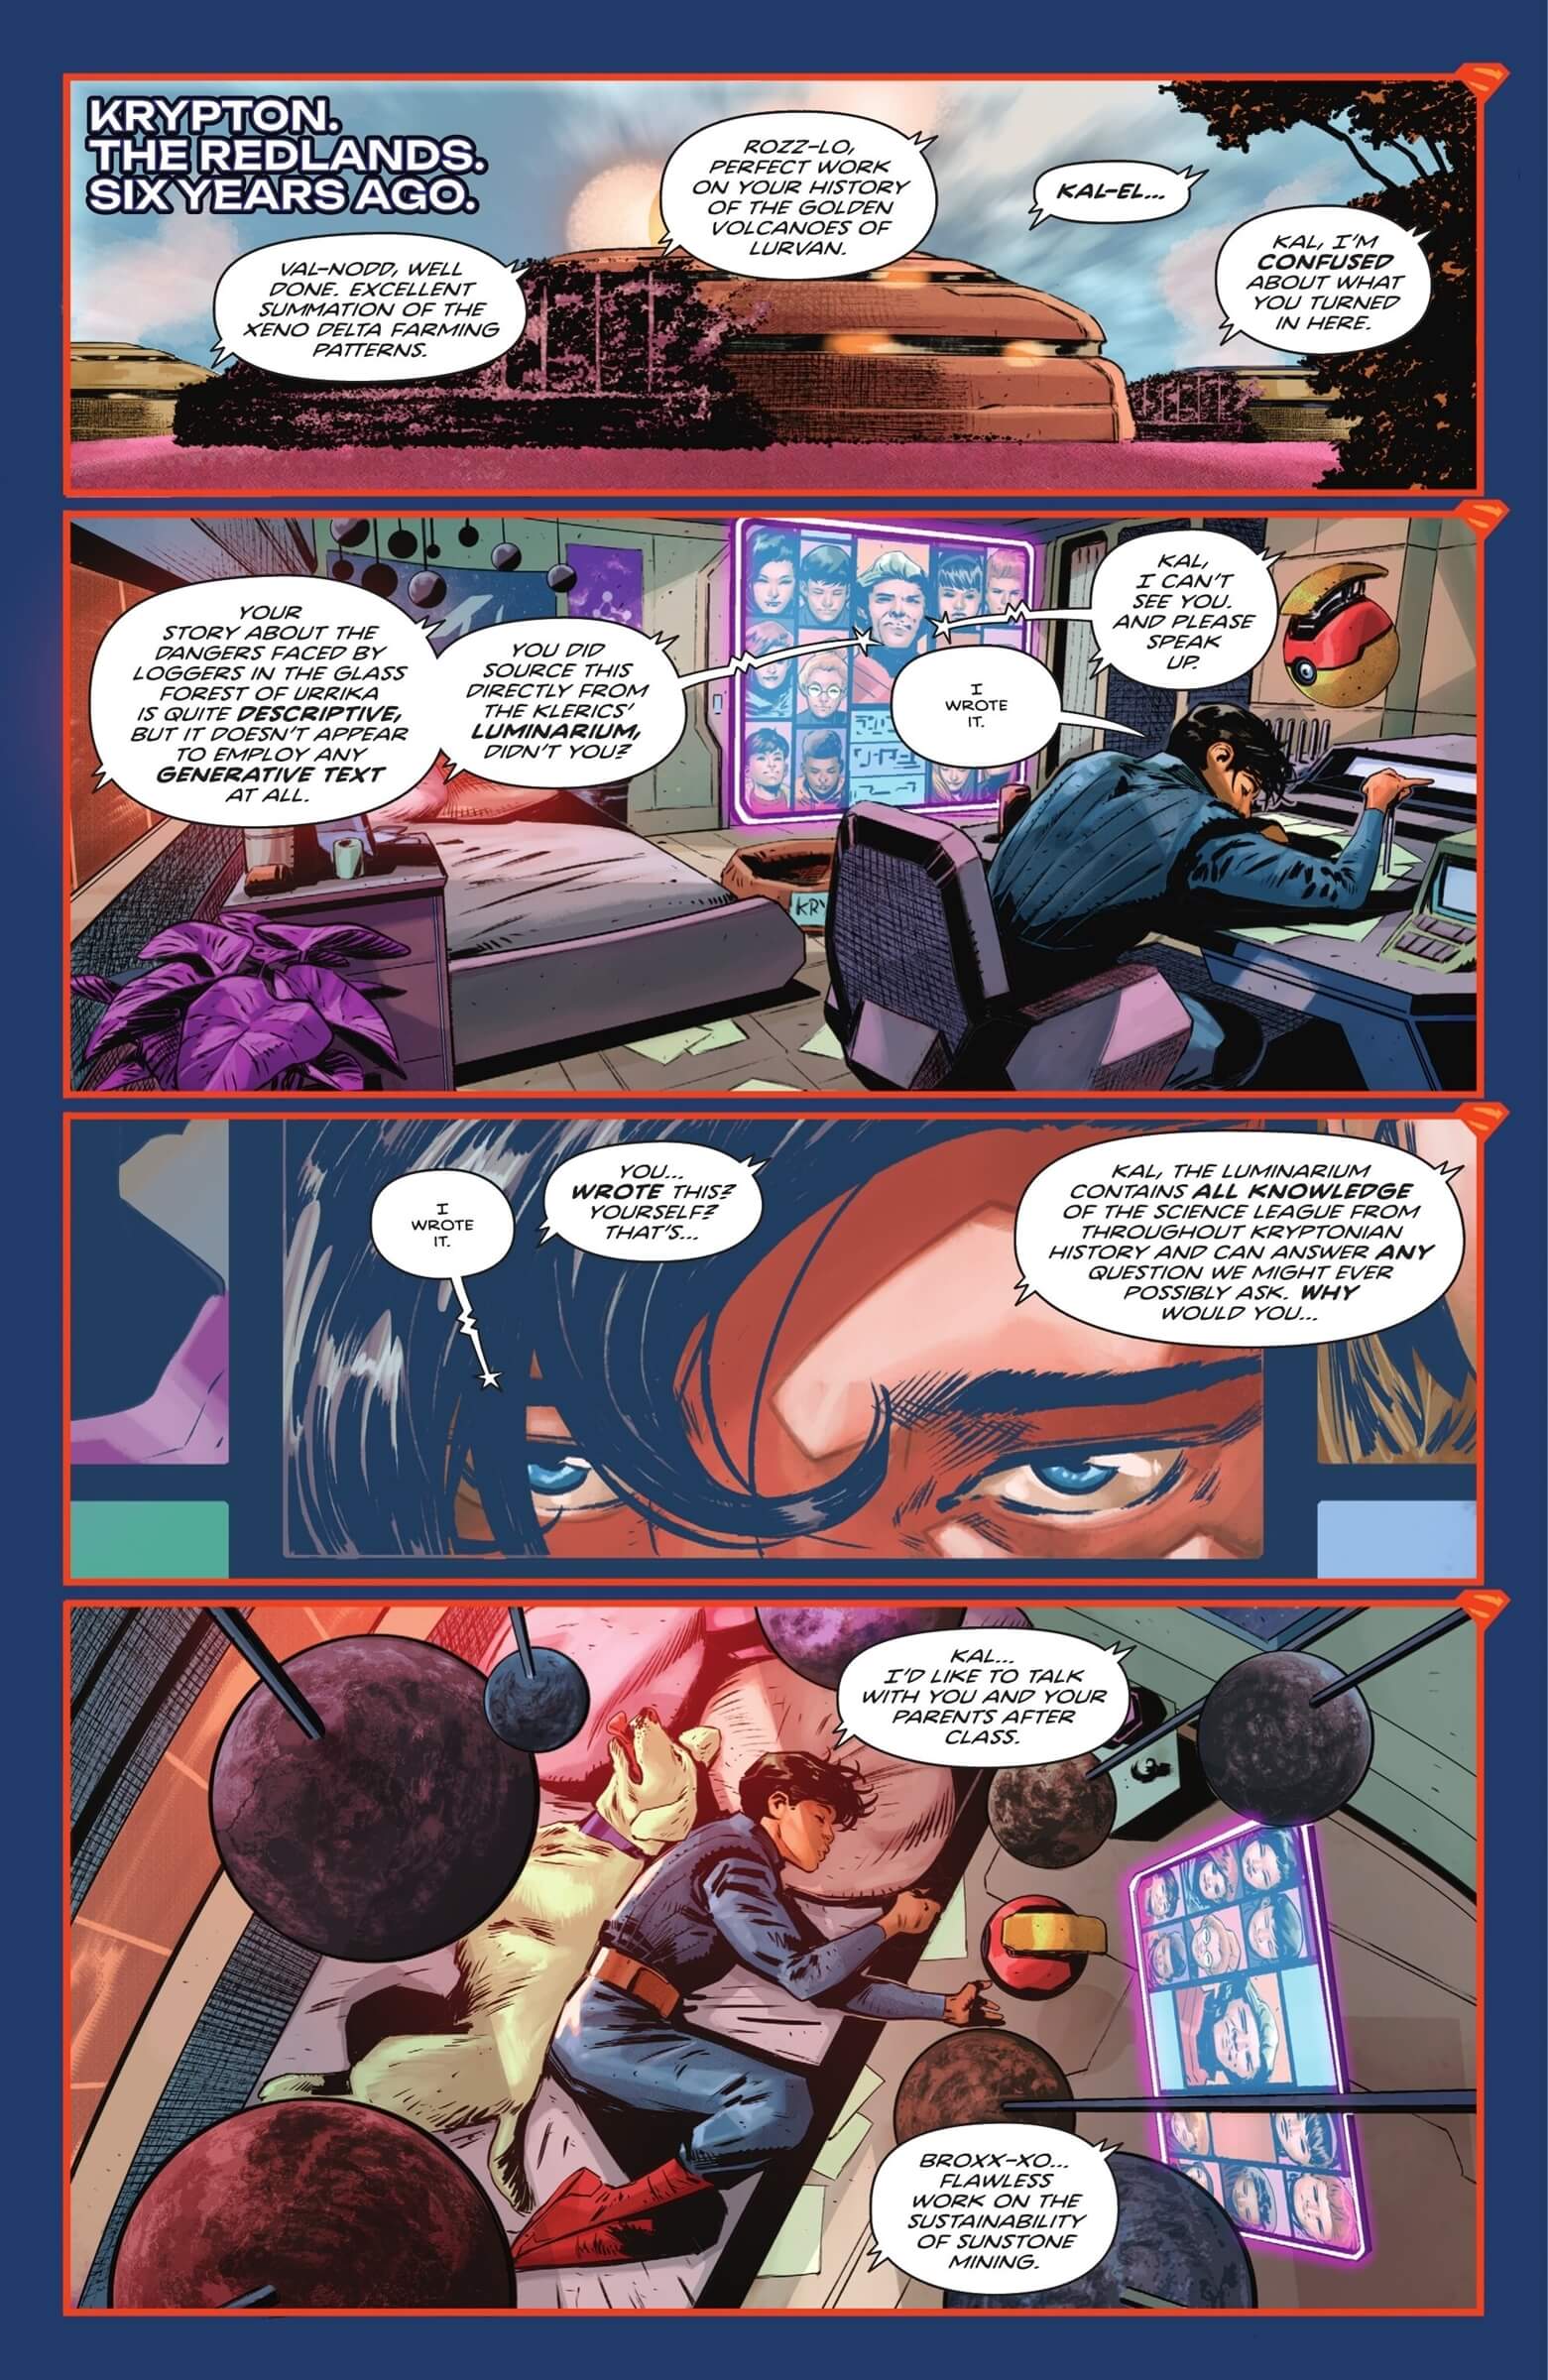 KRYPTON.
THE REDLANDS.
SIX YEARS AGO.
VAL-NODD, WELL
DONE. EXCELLENT
SUMMATION OF THE
XENO DELTA FARMING
PATTERNS.
ROZZ-LO,
PERFECT WORK
ON YOUR HISTORY
OF THE GOLDEN
VOLCANOES OF
LURVAN.
KAL-EL...
KAL, I'M
CONFUSED
ABOUT WHAT
YOU TURNED
IN HERE.
YOUR
STORY ABOUT THE
DANGERS FACED BY
LOGGERS IN THE GLASS
FOREST OF URRIKA
IS QUITE DESCRIPTIVE,
BUT IT DOESN'T APPEAR
TO EMPLOY ANY
GENERATIVE TEXT
AT ALL.
YOU DID
SOURCE THIS
DIRECTLY FROM
THE KLERICS'
LUMINARIUM,
DIDN'T YOU?
I
WROTE
IT.
KAL,
I CAN'T
SEE YOU.
AND PLEASE
SPEAK
UP.
KRY
I
WROTE
IT.
YOU...
WROTE THIS?
YOURSELF?
THAT'S...
KAL, THE LUMINARIUM
CONTAINS ALL KNOWLEDGE
OF THE SCIENCE LEAGUE FROM
THROUGHOUT KRYPTONIAN
HISTORY AND CAN ANSWER ANY
QUESTION WE MIGHT EVER
POSSIBLY ASK. WHY
WOULD YOU...
KAL...
I'D LIKE TO TALK
WITH YOU AND YOUR
PARENTS AFTER
CLASS.
BROXX-XO...
FLAWLESS
WORK ON THE
SUSTAINABILITY
OF SUNSTONE
MINING.